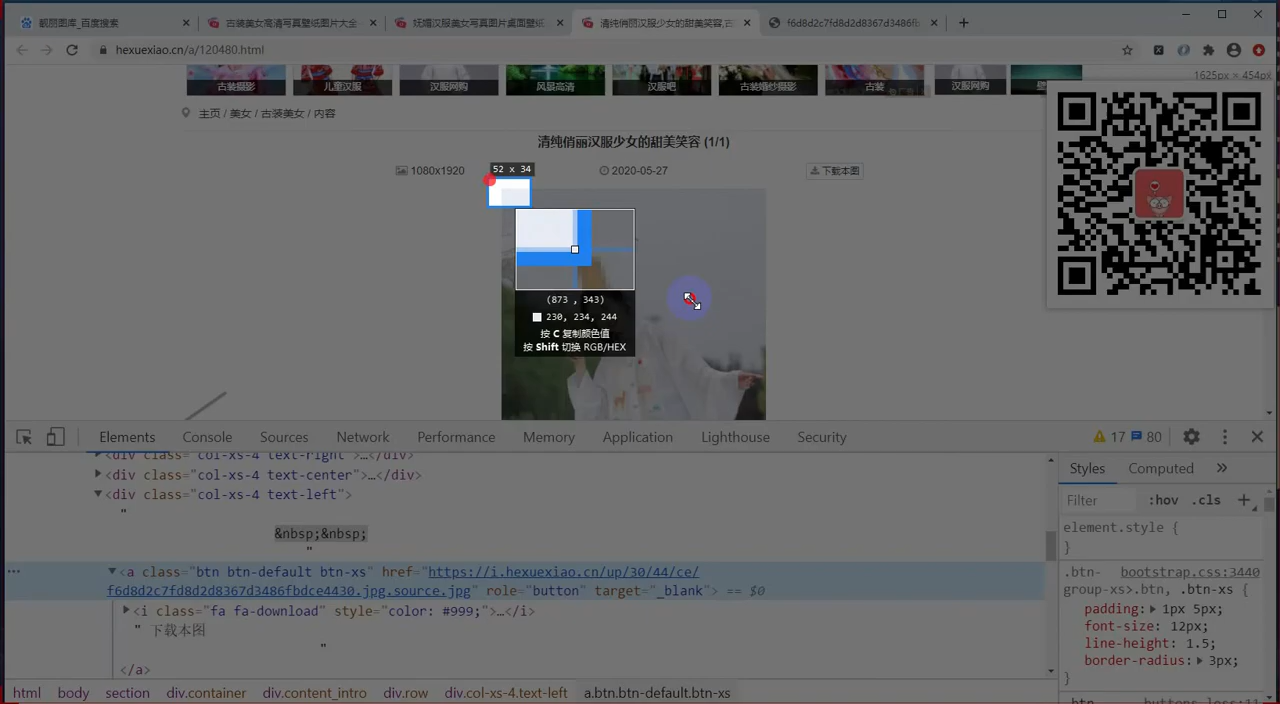 靓丽图库_百度搜索
古装美女高清写真壁纸图片大全
妩媚汉服美女写真图片桌面壁纸
清纯俏丽汉服少女的甜美笑容,古
f6d8d2c7fd8d2d8367d3486fb
hexuexiao.cn/a/120480.html
1625px × 454px
古装摄影
儿童汉服
汉服网购
风景高清
汉服吧
古装婚纱摄影
古装
汉服网购
主页 / 美女 / 古装美女 / 内容
清纯俏丽汉服少女的甜美笑容 (1/1)
1080x1920
2020-05-27
下载本图
52 x 34
(873 , 343)
230, 234, 244
按 C 复制颜色值
按 Shift 切换 RGB/HEX
Elements
Console
Sources
Network
Performance
Memory
Application
Lighthouse
Security
17
80
<div class="col-xs-4 text-right">…</div>
<div class="col-xs-4 text-center">…</div>
<div class="col-xs-4 text-left">
"
&nbsp;&nbsp;
"
<a class="btn btn-default btn-xs" href="https://i.hexuexiao.cn/up/30/44/ce/
f6d8d2c7fd8d2d8367d3486fbdce4430.jpg.source.jpg" role="button" target="_blank"> == $0
<i class="fa fa-download" style="color: #999;">…</i>
" 下载本图
"
</a>
html
body
section
div.container
div.content_intro
div.row
div.col-xs-4.text-left
a.btn.btn-default.btn-xs
Styles
Computed
Filter
:hov
.cls
element.style {
}
.btn-
bootstrap.css:3440
group-xs>.btn, .btn-xs {
padding: 1px 5px;
font-size: 12px;
line-height: 1.5;
border-radius: 3px;
}